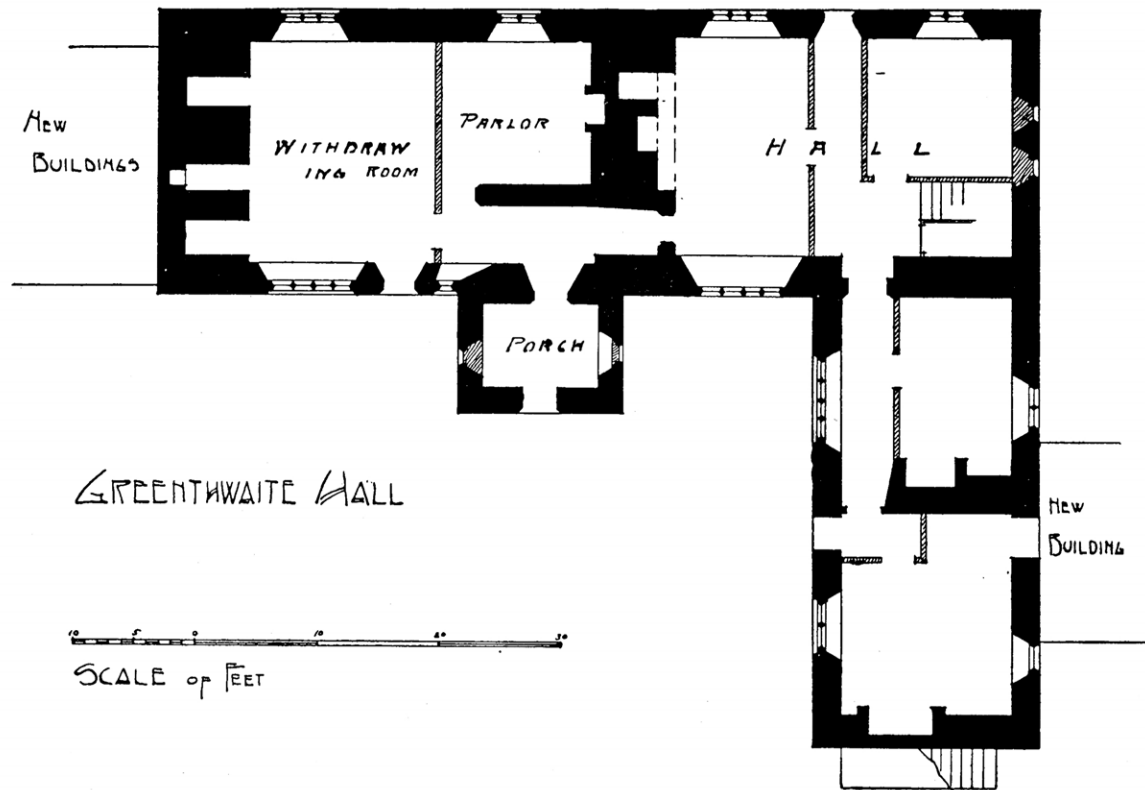 NEW
BUILDINGS
WITHDRAW
ING ROOM
PARLOR
HALL
PORCH
GREENTHWAITE HALL
NEW
BUILDING
10 5 0 10 20 30
SCALE OF FEET